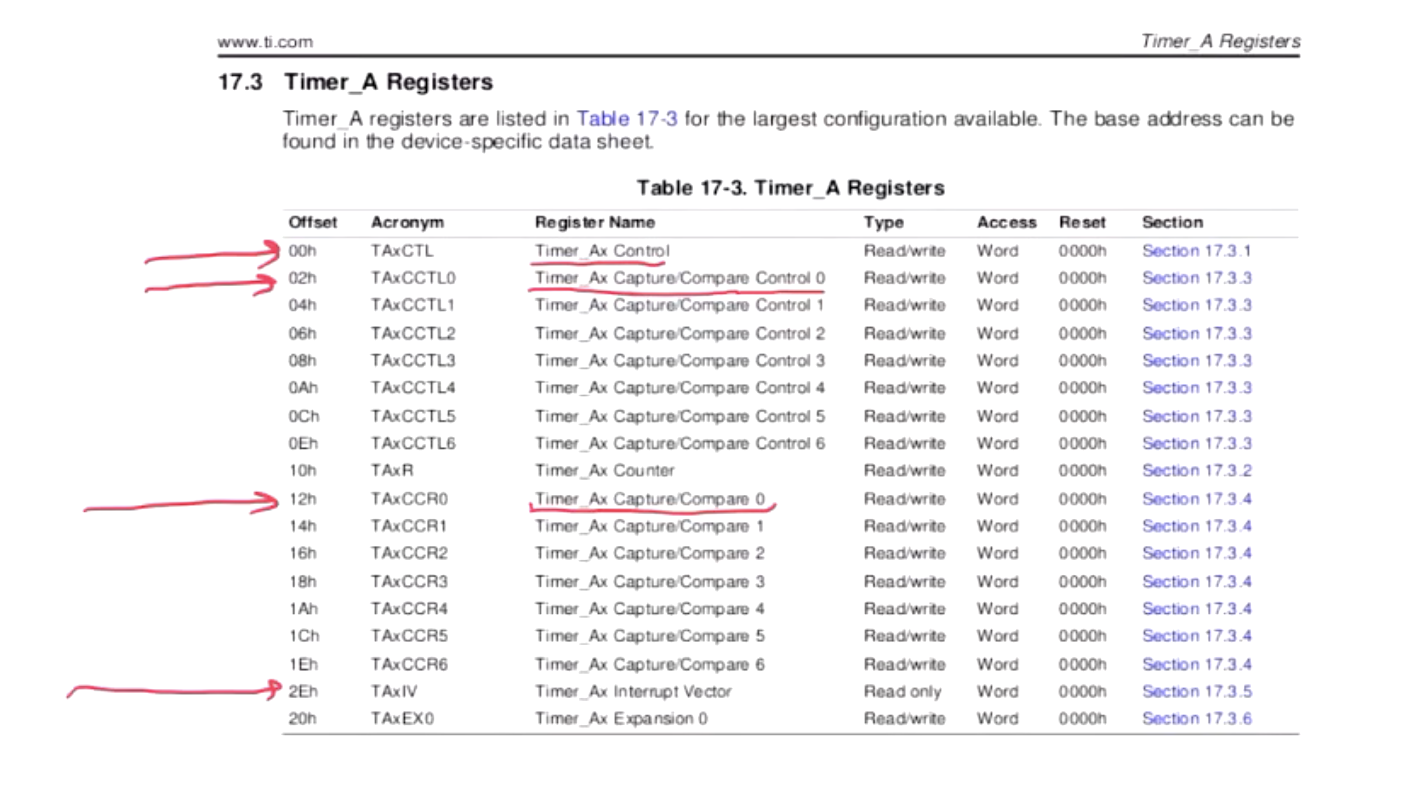 www.ti.com Timer_A Registers
17.3 Timer_A Registers
Timer_A registers are listed in Table 17-3 for the largest configuration available. The base address can be
found in the device-specific data sheet.
Table 17-3. Timer_A Registers
Offset Acronym Register Name Type Access Reset Section
00h TAxCTL Timer_Ax Control Read/write Word 0000h Section 17.3.1
02h TAxCCTL0 Timer_Ax Capture/Compare Control 0 Read/write Word 0000h Section 17.3.3
04h TAxCCTL1 Timer_Ax Capture/Compare Control 1 Read/write Word 0000h Section 17.3.3
06h TAxCCTL2 Timer_Ax Capture/Compare Control 2 Read/write Word 0000h Section 17.3.3
08h TAxCCTL3 Timer_Ax Capture/Compare Control 3 Read/write Word 0000h Section 17.3.3
0Ah TAxCCTL4 Timer_Ax Capture/Compare Control 4 Read/write Word 0000h Section 17.3.3
0Ch TAxCCTL5 Timer_Ax Capture/Compare Control 5 Read/write Word 0000h Section 17.3.3
0Eh TAxCCTL6 Timer_Ax Capture/Compare Control 6 Read/write Word 0000h Section 17.3.3
10h TAxR Timer_Ax Counter Read/write Word 0000h Section 17.3.2
12h TAxCCR0 Timer_Ax Capture/Compare 0 Read/write Word 0000h Section 17.3.4
14h TAxCCR1 Timer_Ax Capture/Compare 1 Read/write Word 0000h Section 17.3.4
16h TAxCCR2 Timer_Ax Capture/Compare 2 Read/write Word 0000h Section 17.3.4
18h TAxCCR3 Timer_Ax Capture/Compare 3 Read/write Word 0000h Section 17.3.4
1Ah TAxCCR4 Timer_Ax Capture/Compare 4 Read/write Word 0000h Section 17.3.4
1Ch TAxCCR5 Timer_Ax Capture/Compare 5 Read/write Word 0000h Section 17.3.4
1Eh TAxCCR6 Timer_Ax Capture/Compare 6 Read/write Word 0000h Section 17.3.4
2Eh TAxIV Timer_Ax Interrupt Vector Read only Word 0000h Section 17.3.5
20h TAxEX0 Timer_Ax Expansion 0 Read/write Word 0000h Section 17.3.6